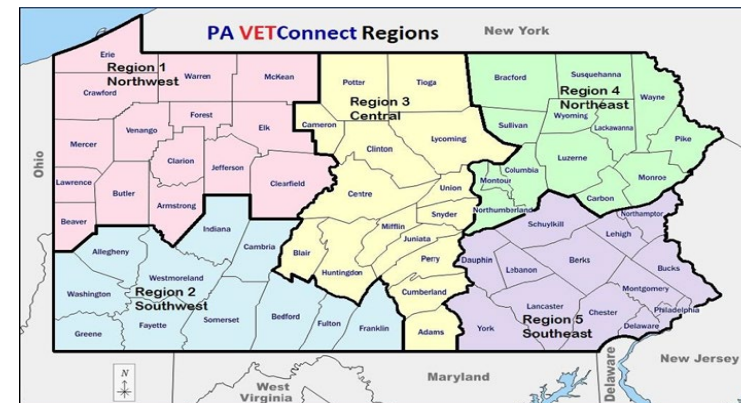 PA VETConnect Regions
New York
Erie
Region 1
Northwest
Crawford
Warren
McKean
Forest
Elk
Venango
Mercer
Clarion
Jefferson
Lawrence
Butler
Clearfield
Armstrong
Beaver
Potter
Tioga
Region 3
Central
Cameron
Lycoming
Clinton
Centre
Union
Snyder
Mifflin
Juniata
Blair
Huntingdon
Perry
Cumberland
Adams
Bracford
Susquehanna
Region 4
Northeast
Wayne
Wyoming
Sullivan
Lackawanna
Pike
Luzerne
Columbia
Montour
Monroe
Carbon
Northumberland
Indiana
Cambria
Allegheny
Westmoreland
Washington
Region 2
Southwest
Greene
Fayette
Somerset
Bedford
Fulton
Franklin
Northampton
Schuylkill
Lehigh
Dauphin
Lebanon
Berks
Bucks
Montgomery
Lancaster
Chester
Philadelphia
York
Region 5
Southeast
Delaware
Ohio
N
West
Virginia
Maryland
Delaware
New Jersey